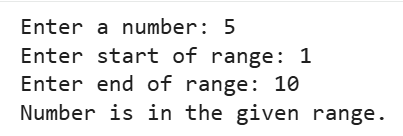 Enter a number: 5
Enter start of range: 1
Enter end of range: 10
Number is in the given range.